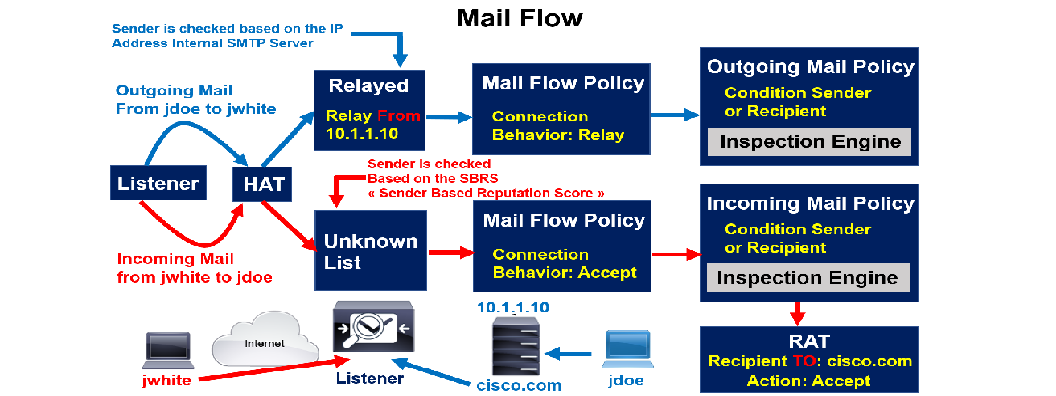 Mail Flow
Sender is checked based on the IP
Address Internal SMTP Server
Outgoing Mail
From jdoe to jwhite
Relayed
Relay From
10.1.1.10
Mail Flow Policy
Connection
Behavior: Relay
Outgoing Mail Policy
Condition Sender
or Recipient
Inspection Engine
Listener
HAT
Sender is checked
Based on the SBRS
« Sender Based Reputation Score »
Incoming Mail
from jwhite to jdoe
Unknown
List
Mail Flow Policy
Connection
Behavior: Accept
Incoming Mail Policy
Condition Sender
or Recipient
Inspection Engine
10.1.1.10
Internet
jwhite
Listener
cisco.com
jdoe
RAT
Recipient TO: cisco.com
Action: Accept